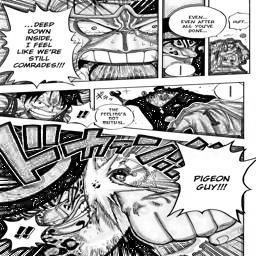 EVEN...
EVEN AFTER
ALL YOU'VE
DONE...
...DEEP
DOWN
INSIDE,
I FEEL
LIKE WE'RE
STILL
COMRADES!!!
THE
FEELING'S
NOT
MUTUAL.
!!
PIGEON
GUY!!!
!!